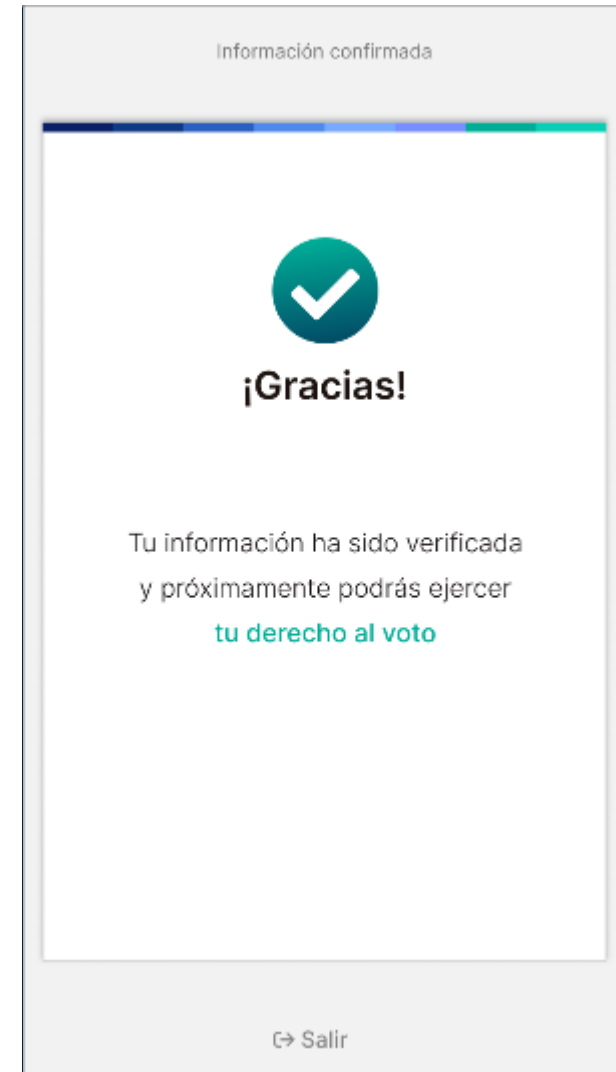 Información confirmada
¡Gracias!
Tu información ha sido verificada
y próximamente podrás ejercer
tu derecho al voto
Salir